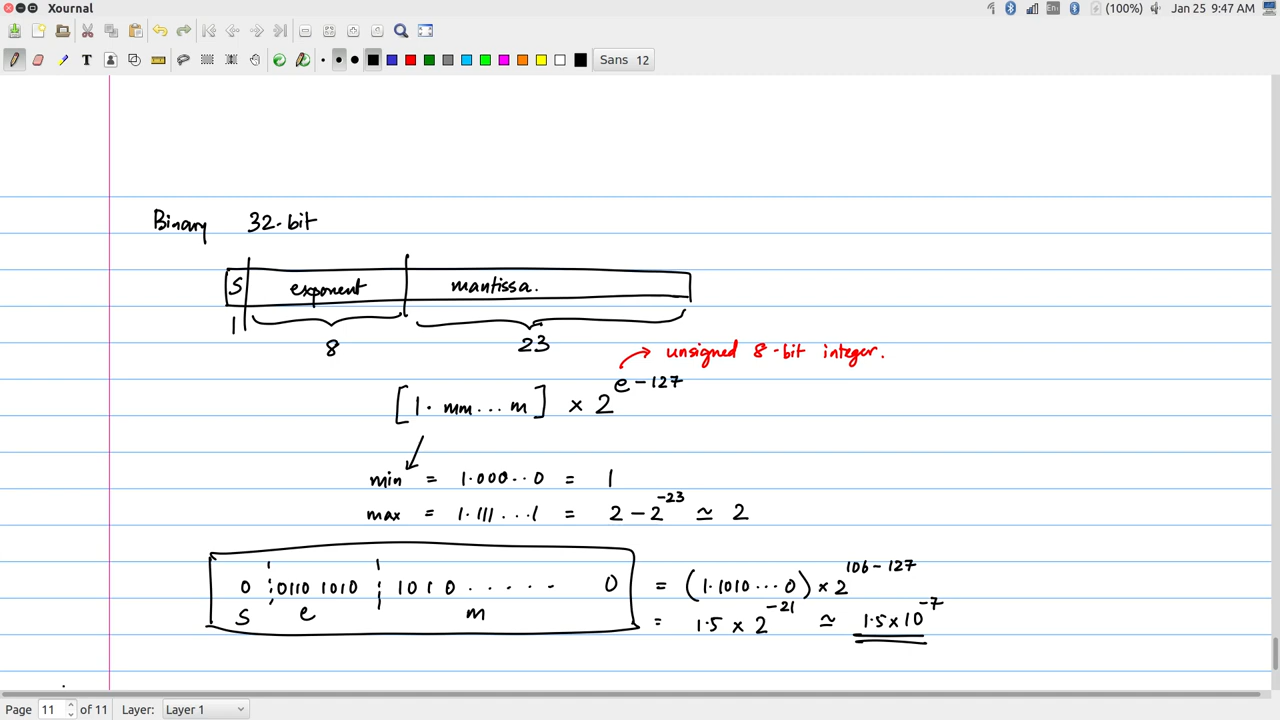 Xournal
(100%) Jan 25 9:47 AM
En
Sans 12
Binary 32-bit
S exponent mantissa.
1 8 23
unsigned 8-bit integer.
[1. mm...m] × 2^{e-127}
min = 1.000..0 = 1
max = 1.111...1 = 2 - 2^{-23} ≃ 2
0 0110 1010 1010 ...... 0 = (1.1010...0) × 2^{106-127}
S e m = 1.5 × 2^{-21} ≃ 1.5×10^{-7}
Page 11 of 11 Layer: Layer 1